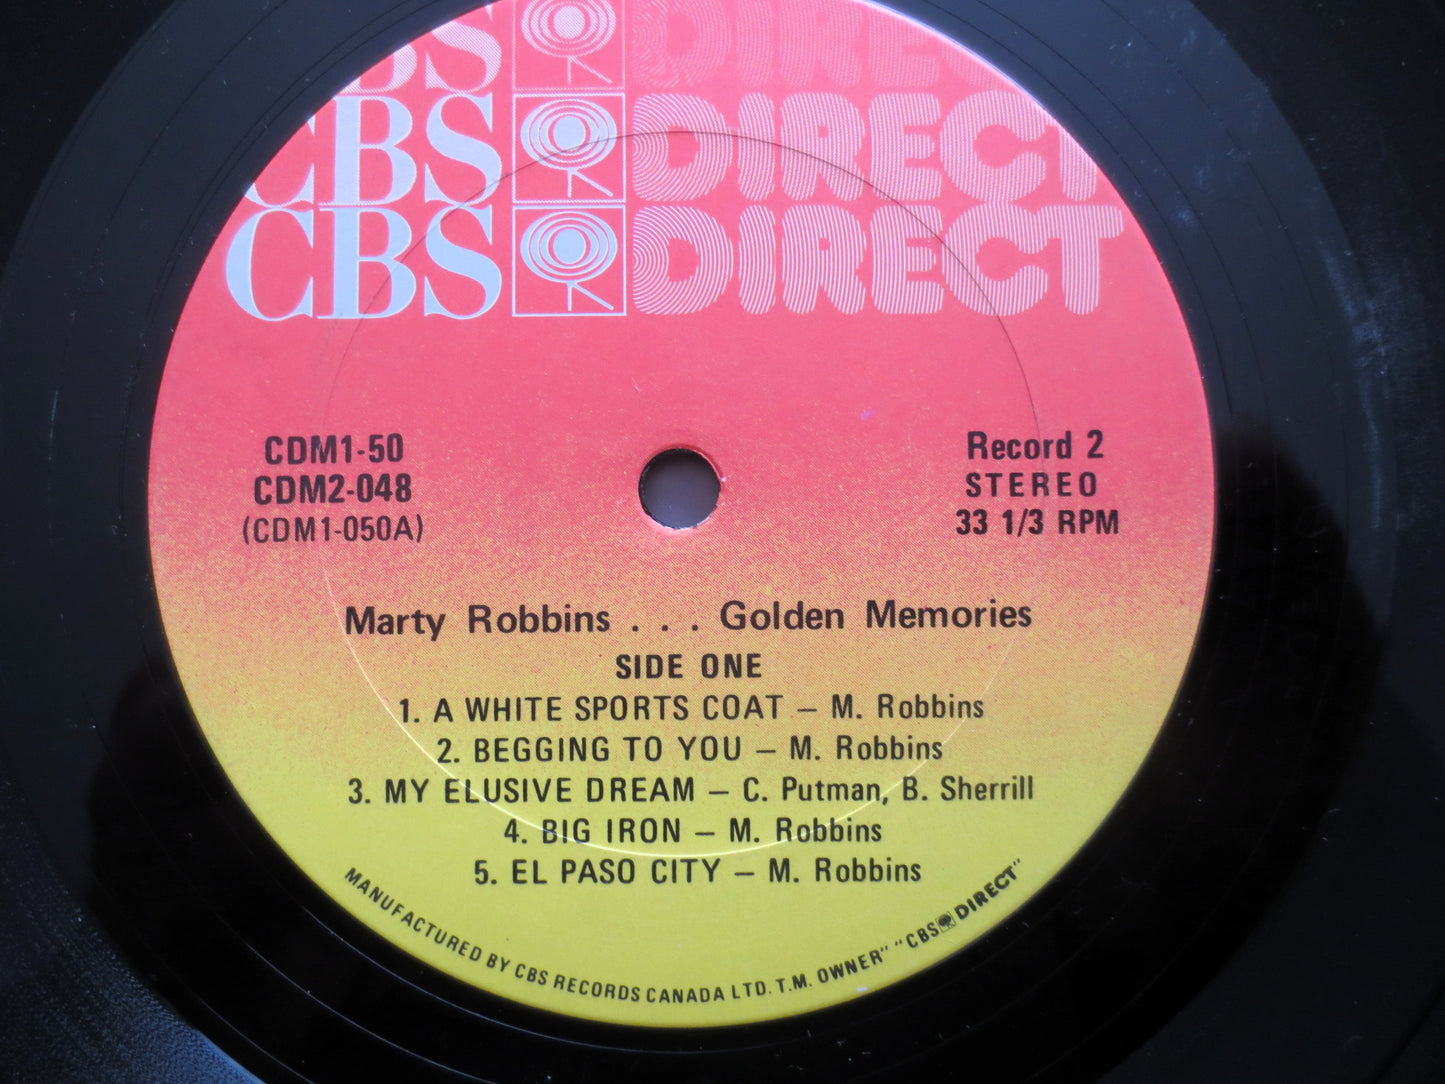 CBS DIRECT
CBS DIRECT
CBS DIRECT
CDM1-50
CDM2-048
(CDM1-050A)
Record 2
STEREO
33 1/3 RPM
Marty Robbins . . . Golden Memories
SIDE ONE
1. A WHITE SPORTS COAT – M. Robbins
2. BEGGING TO YOU – M. Robbins
3. MY ELUSIVE DREAM – C. Putman, B. Sherrill
4. BIG IRON – M. Robbins
5. EL PASO CITY – M. Robbins
MANUFACTURED BY CBS RECORDS CANADA LTD. T.M. OWNER" "CBS DIRECT"